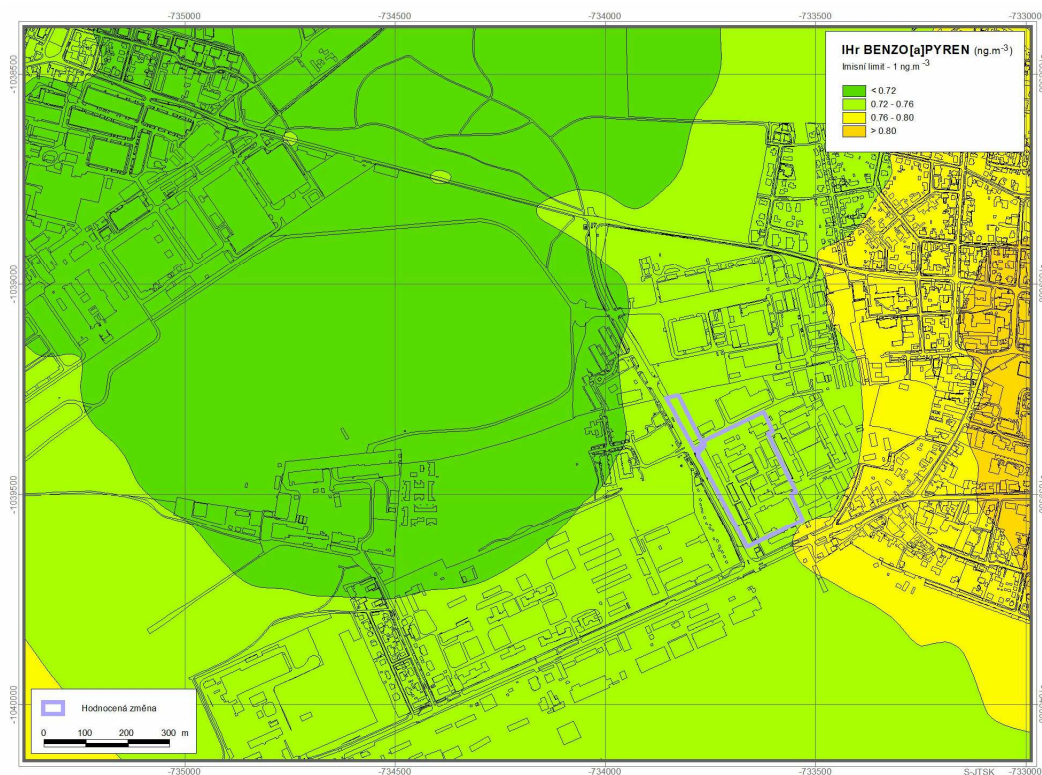 -735000 -734500 -734000 -733500 -733000
IHr BENZO[a]PYREN (ng.m-3)
Imisní limit - 1 ng.m-3
< 0.72
0.72 - 0.76
0.76 - 0.80
> 0.80
-1038500
-1039000
-1039500
-1040000
Hodnocená změna
0 100 200 300 m
-735000 -734500 -734000 -733500 S-JTSK -733000